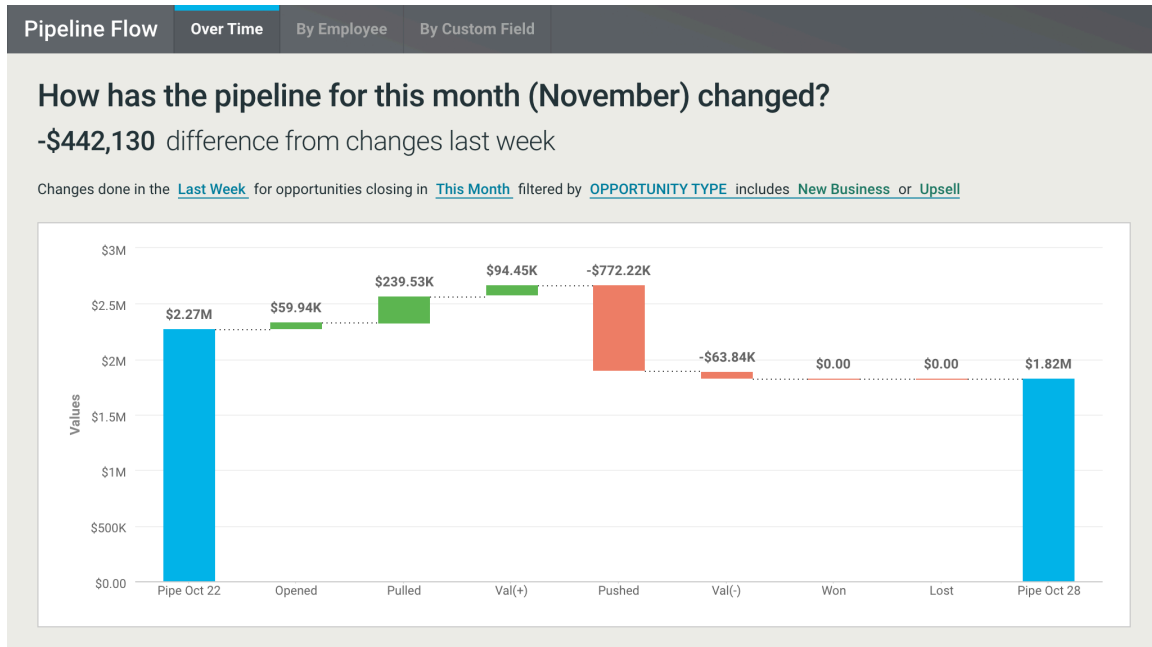 Pipeline Flow Over Time By Employee By Custom Field
How has the pipeline for this month (November) changed?
-$442,130 difference from changes last week
Changes done in the Last Week for opportunities closing in This Month filtered by OPPORTUNITY TYPE includes New Business or Upsell
Values
$3M
$2.5M
$2M
$1.5M
$1M
$500K
$0.00
$2.27M
$59.94K
$239.53K
$94.45K
-$772.22K
-$63.84K
$0.00
$0.00
$1.82M
Pipe Oct 22 Opened Pulled Val(+) Pushed Val(-) Won Lost Pipe Oct 28